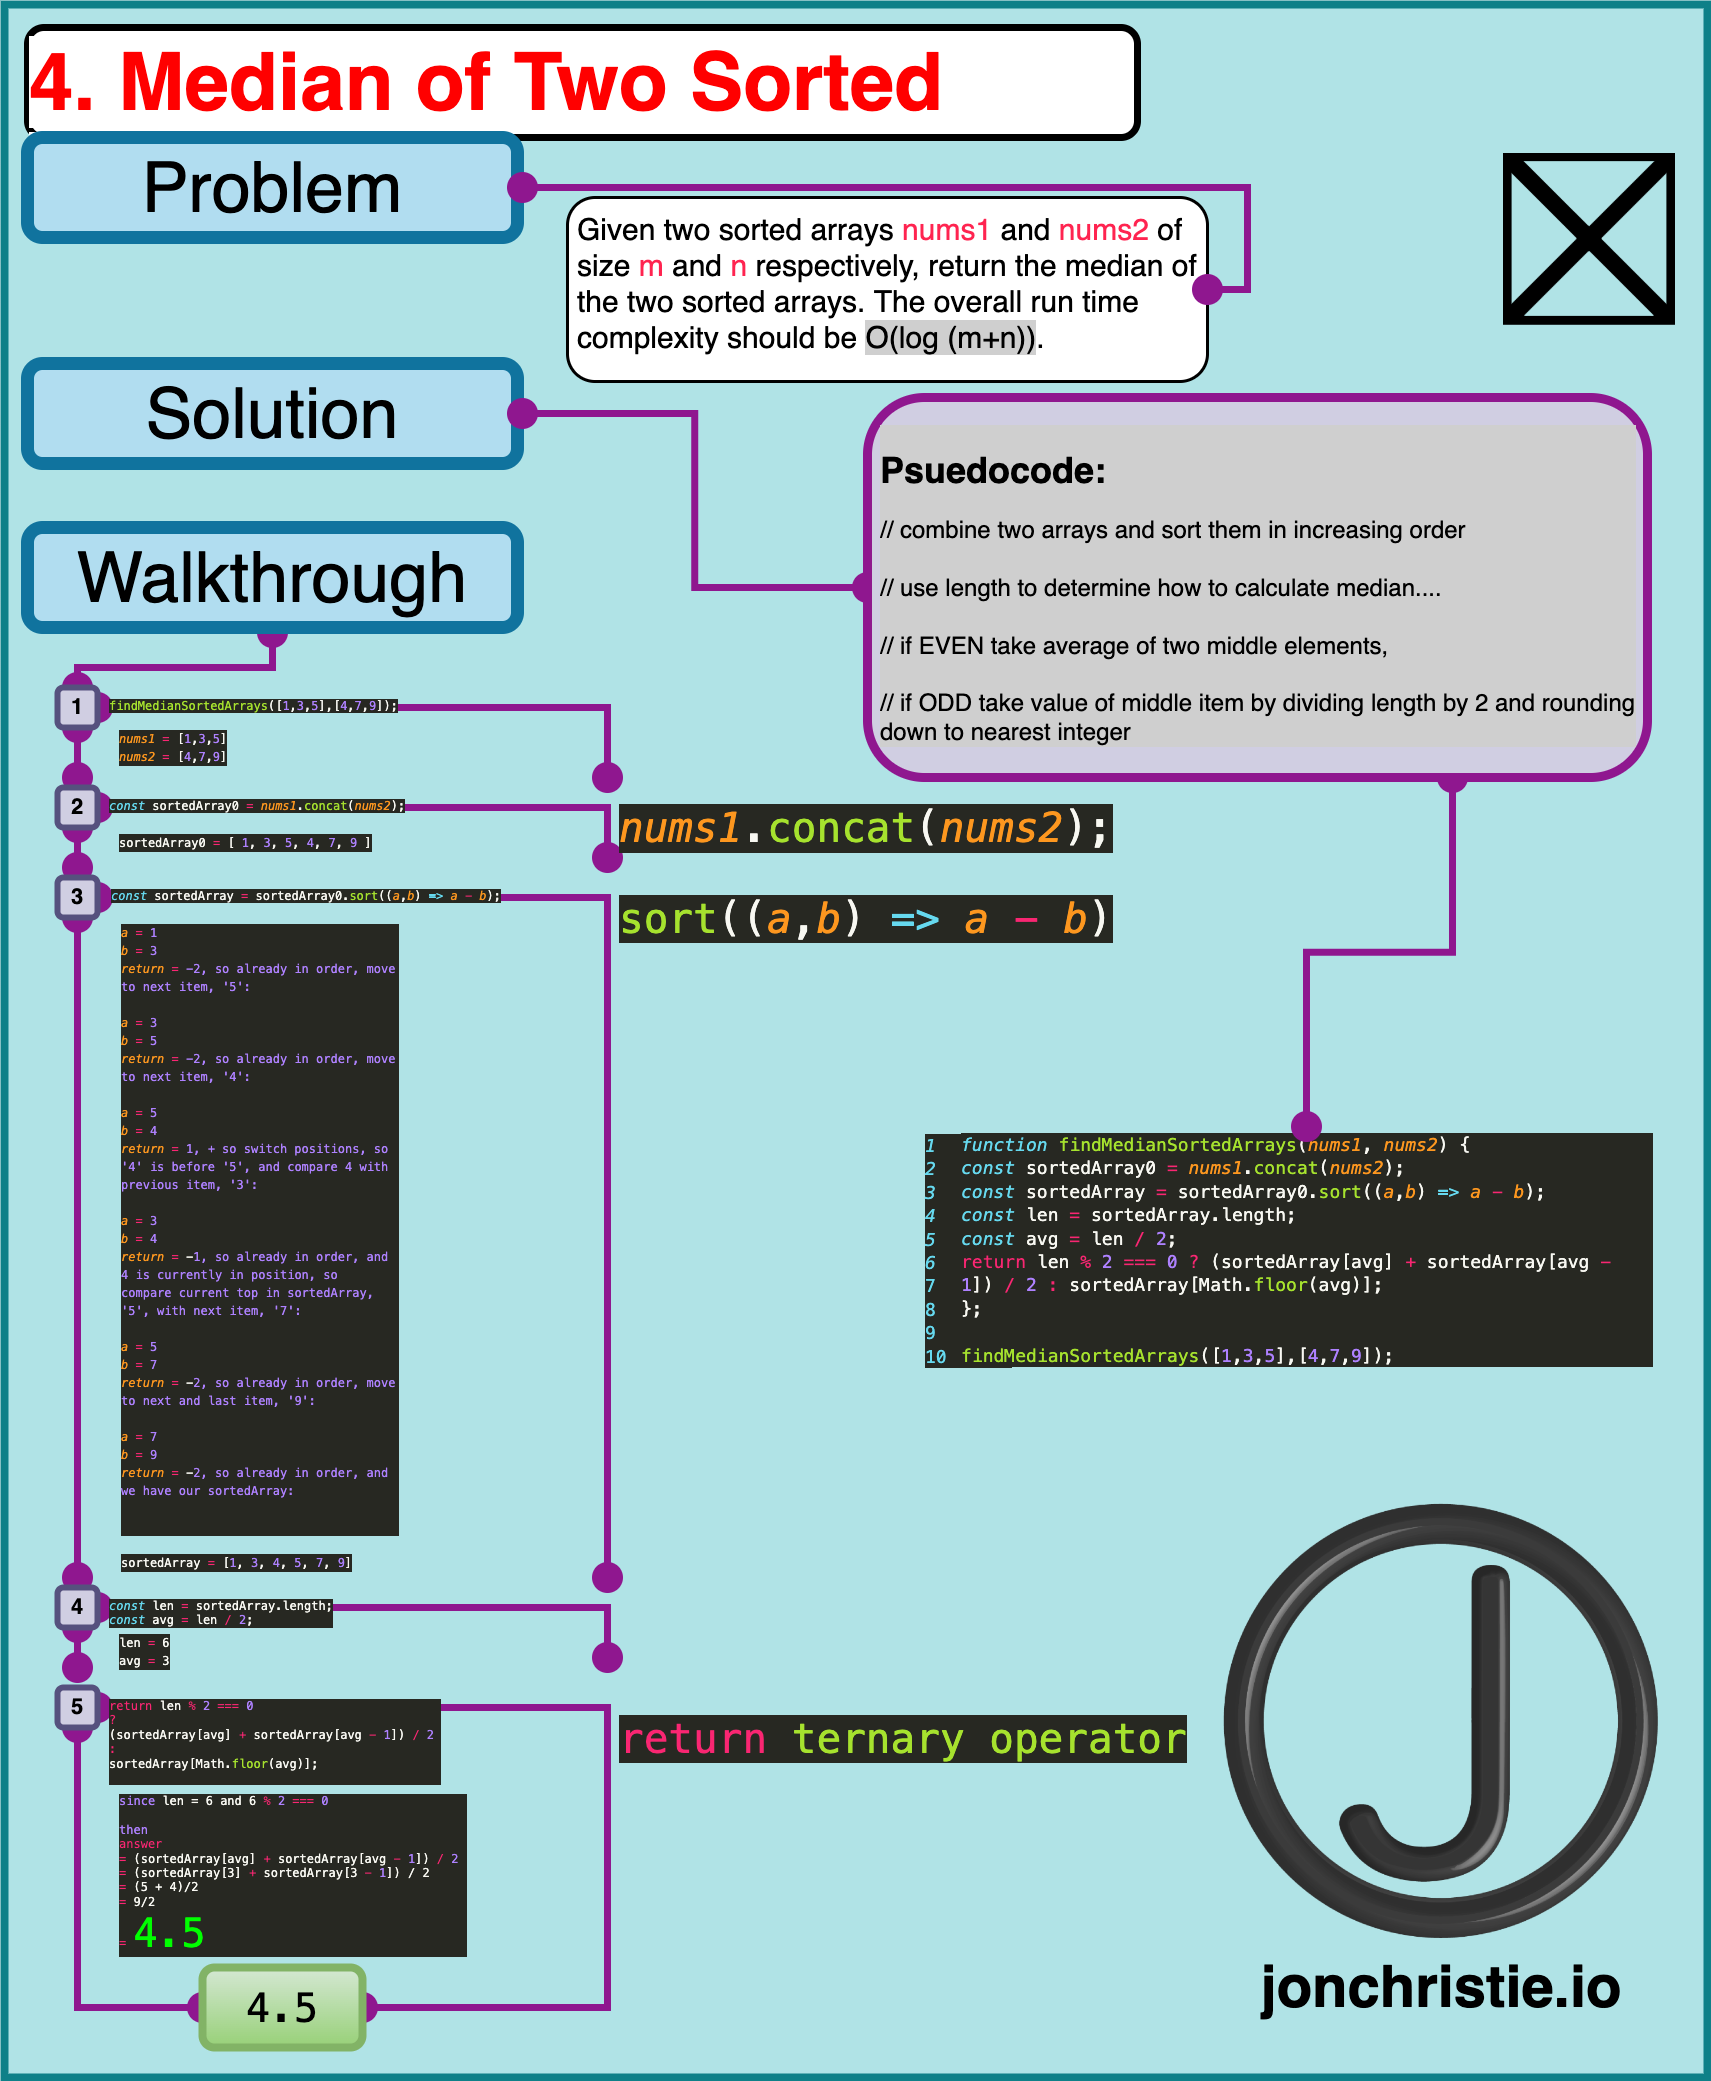 4. Median of Two Sorted
Problem
Given two sorted arrays nums1 and nums2 of
size m and n respectively, return the median of
the two sorted arrays. The overall run time
complexity should be O(log (m+n)).
Solution
Psuedocode:
// combine two arrays and sort them in increasing order
// use length to determine how to calculate median....
// if EVEN take average of two middle elements,
// if ODD take value of middle item by dividing length by 2 and rounding
down to nearest integer
Walkthrough
1
findMedianSortedArrays([1,3,5],[4,7,9]);
nums1 = [1,3,5]
nums2 = [4,7,9]
2
const sortedArray0 = nums1.concat(nums2);
sortedArray0 = [ 1, 3, 5, 4, 7, 9 ]
nums1.concat(nums2);
3
const sortedArray = sortedArray0.sort((a,b) => a - b);
sort((a,b) => a - b)
a = 1
b = 3
return = -2, so already in order, move
to next item, '5':
a = 3
b = 5
return = -2, so already in order, move
to next item, '4':
a = 5
b = 4
return = 1, + so switch positions, so
'4' is before '5', and compare 4 with
previous item, '3':
a = 3
b = 4
return = -1, so already in order, and
4 is currently in position, so
compare current top in sortedArray,
'5', with next item, '7':
a = 5
b = 7
return = -2, so already in order, move
to next and last item, '9':
a = 7
b = 9
return = -2, so already in order, and
we have our sortedArray:
sortedArray = [1, 3, 4, 5, 7, 9]
1 function findMedianSortedArrays(nums1, nums2) {
2 const sortedArray0 = nums1.concat(nums2);
3 const sortedArray = sortedArray0.sort((a,b) => a - b);
4 const len = sortedArray.length;
5 const avg = len / 2;
6 return len % 2 === 0 ? (sortedArray[avg] + sortedArray[avg -
7 1]) / 2 : sortedArray[Math.floor(avg)];
8 };
9
10 findMedianSortedArrays([1,3,5],[4,7,9]);
4
const len = sortedArray.length;
const avg = len / 2;
len = 6
avg = 3
5
return len % 2 === 0
?
(sortedArray[avg] + sortedArray[avg - 1]) / 2
:
sortedArray[Math.floor(avg)];
return ternary operator
since len = 6 and 6 % 2 === 0
then
answer
= (sortedArray[avg] + sortedArray[avg - 1]) / 2
= (sortedArray[3] + sortedArray[3 - 1]) / 2
= (5 + 4)/2
= 9/2
= 4.5
4.5
J
jonchristie.io